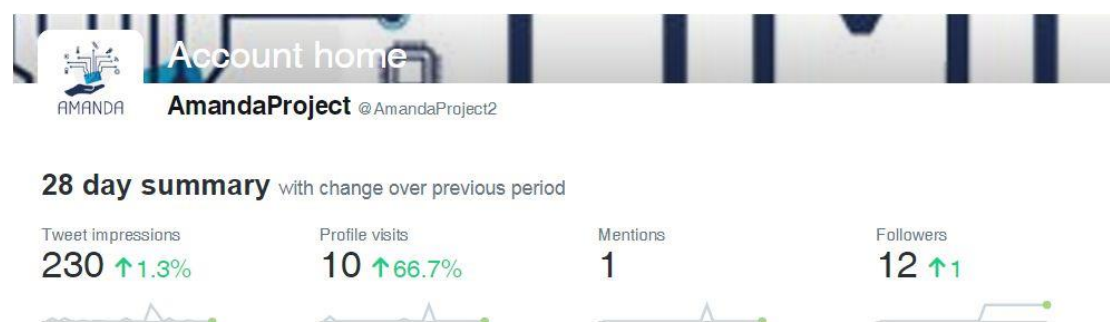 Account home
AMANDA
AmandaProject @AmandaProject2
28 day summary with change over previous period
Tweet impressions Profile visits Mentions Followers
230 ↑1.3% 10 ↑66.7% 1 12 ↑1